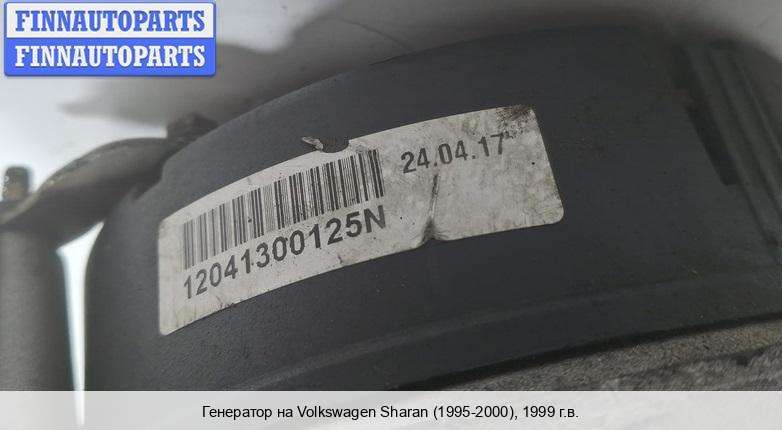 FINNAUTOPARTS
FINNAUTOPARTS
24.04.17
12041300125N
Генератор на Volkswagen Sharan (1995-2000), 1999 г.в.